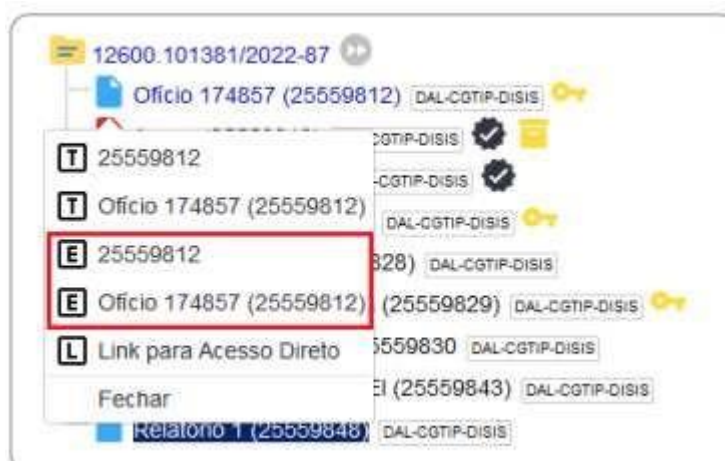 12600.101381/2022-87
Ofício 174857 (25559812) DAL-CGTIP-DISIS
CGTIP-DISIS
T 25559812
-CGTIP-DISIS
T Ofício 174857 (25559812)
DAL-CGTIP-DISIS
E 25559812
328) DAL-CGTIP-DISIS
E Ofício 174857 (25559812)
(25559829) DAL-CGTIP-DISIS
L Link para Acesso Direto
5559830 DAL-CGTIP-DISIS
EI (25559843) DAL-CGTIP-DISIS
Fechar
Relatório 1 (25559848) DAL-CGTIP-DISIS